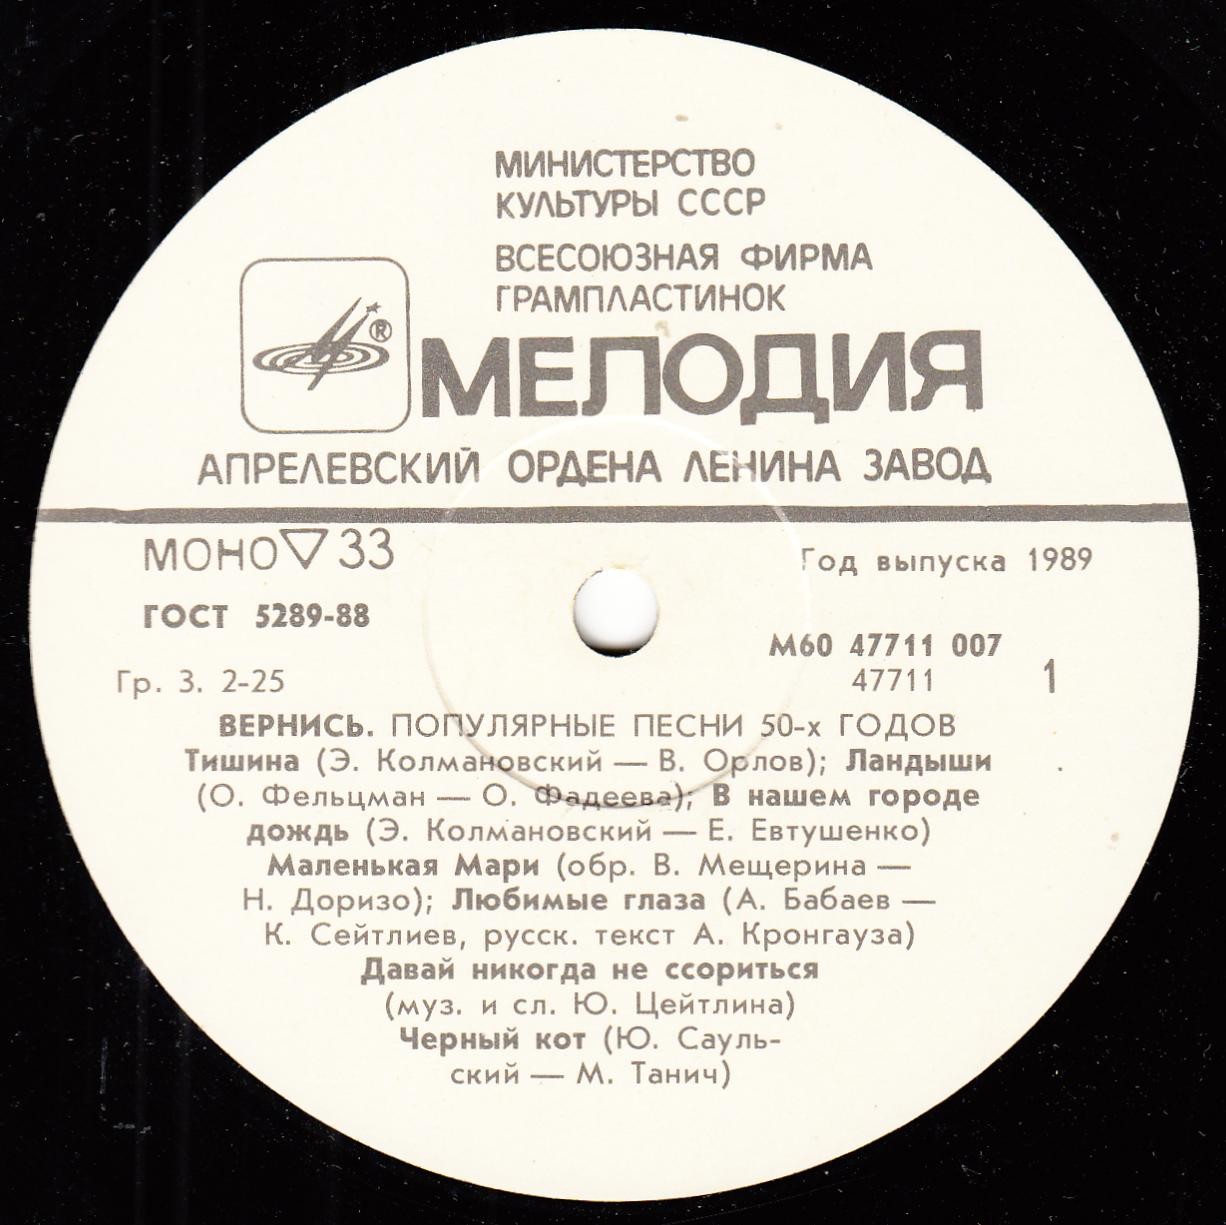 МИНИСТЕРСТВО
КУЛЬТУРЫ СССР
ВСЕСОЮЗНАЯ ФИРМА
ГРАМПЛАСТИНОК
®
МЕЛОДИЯ
АПРЕЛЕВСКИЙ ОРДЕНА ЛЕНИНА ЗАВОД
МОНО ▽ 33
Год выпуска 1989
ГОСТ 5289-88
М60 47711 007
Гр. 3. 2-25
47711
1
ВЕРНИСЬ. ПОПУЛЯРНЫЕ ПЕСНИ 50-х ГОДОВ
Тишина (Э. Колмановский — В. Орлов); Ландыши
(О. Фельцман — О. Фадеева); В нашем городе
дождь (Э. Колмановский — Е. Евтушенко)
Маленькая Мари (обр. В. Мещерина —
Н. Доризо); Любимые глаза (А. Бабаев —
К. Сейтлиев, русск. текст А. Кронгауза)
Давай никогда не ссориться
(муз. и сл. Ю. Цейтлина)
Черный кот (Ю. Сауль-
ский — М. Танич)